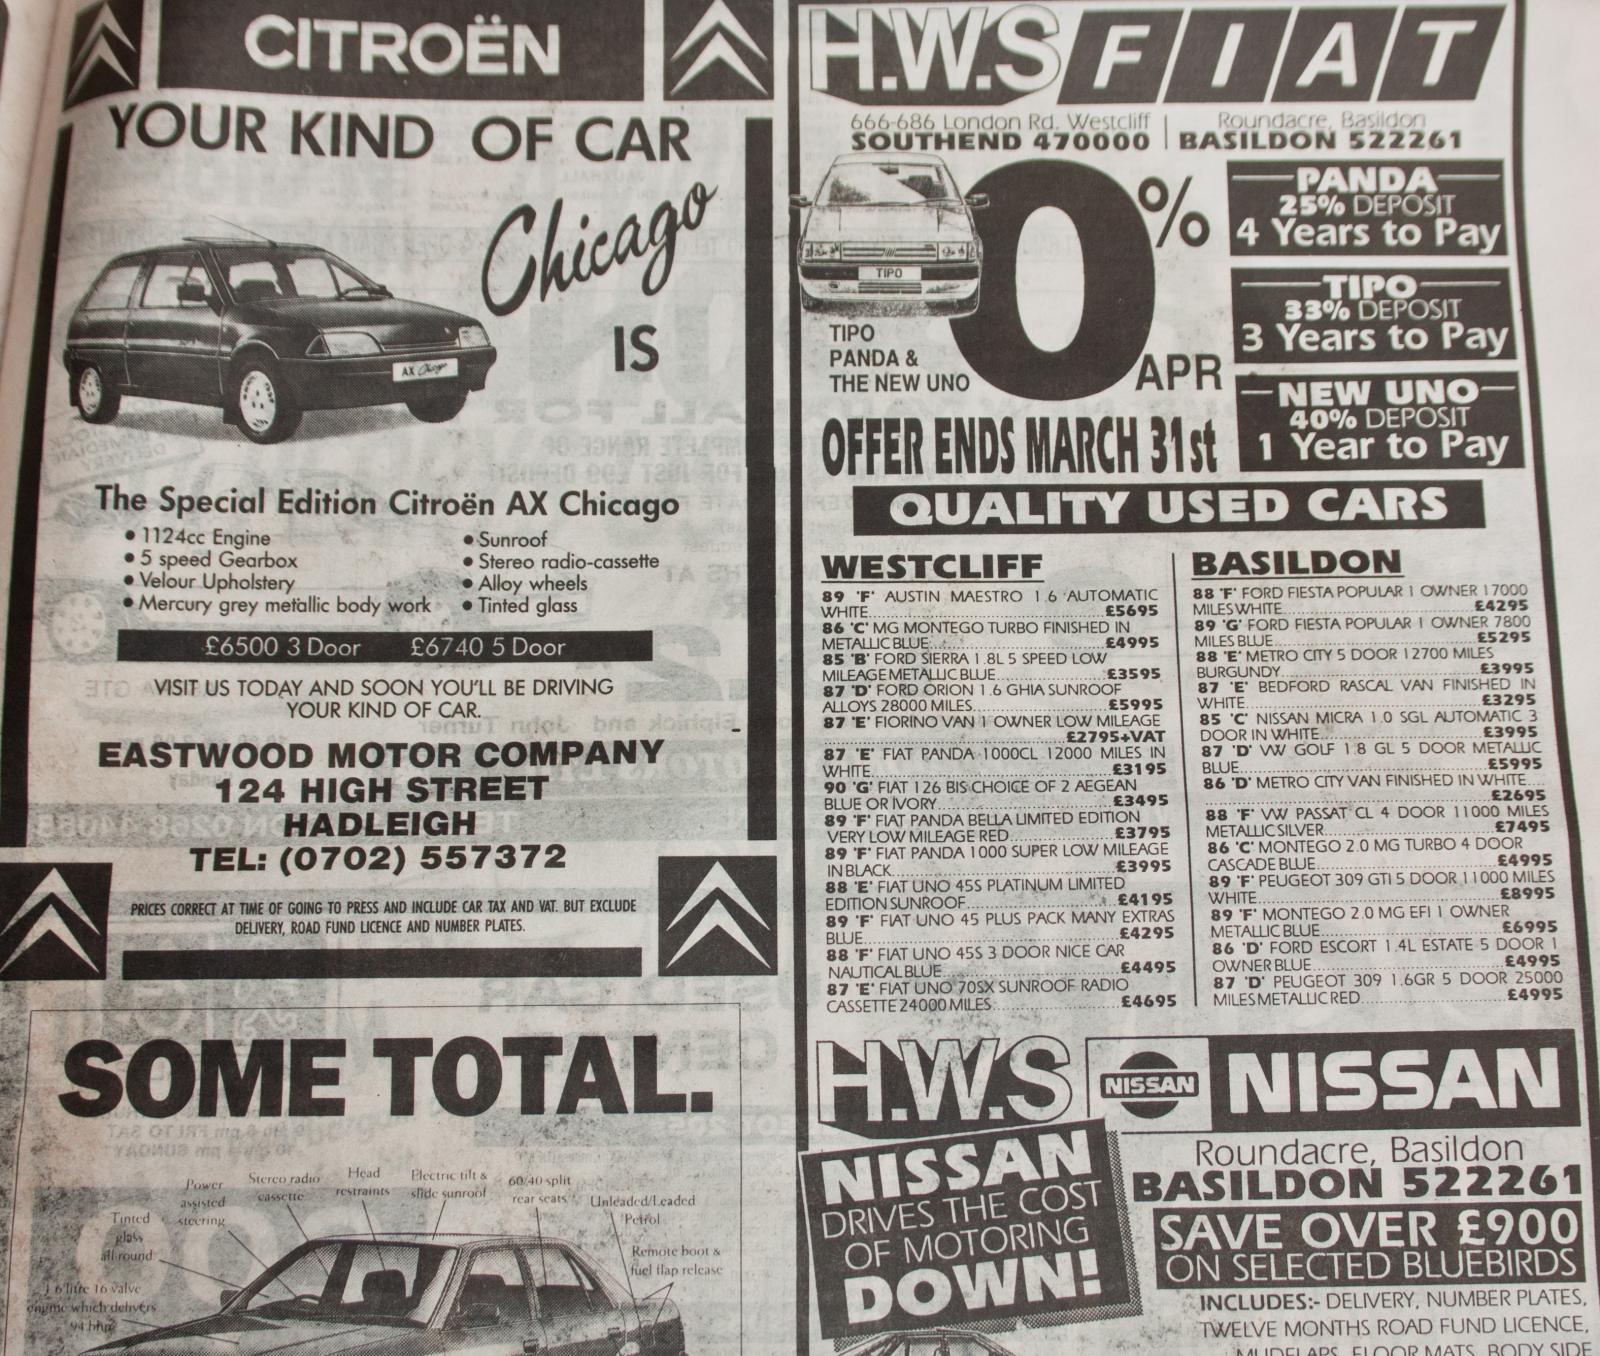 CITROËN
YOUR KIND OF CAR
Chicago
IS
AX Chicago
The Special Edition Citroën AX Chicago
• 1124cc Engine
• 5 speed Gearbox
• Velour Upholstery
• Mercury grey metallic body work
• Sunroof
• Stereo radio-cassette
• Alloy wheels
• Tinted glass
£6500 3 Door £6740 5 Door
VISIT US TODAY AND SOON YOU'LL BE DRIVING
YOUR KIND OF CAR.
EASTWOOD MOTOR COMPANY
124 HIGH STREET
HADLEIGH
TEL: (0702) 557372
PRICES CORRECT AT TIME OF GOING TO PRESS AND INCLUDE CAR TAX AND VAT. BUT EXCLUDE
DELIVERY, ROAD FUND LICENCE AND NUMBER PLATES.
SOME TOTAL.
Power
assisted
steering
Stereo radio
cassette
Head
restraints
Electric tilt &
slide sunroof
60/40 split
rear seats
Unleaded/Leaded
Petrol
Tinted
glass
all round
Remote boot &
fuel flap release
1.6 litre 16 valve
engine which delivers
94 bhp
H.W.S FIAT
666-686 London Rd, Westcliff
SOUTHEND 470000
Roundacre, Basildon
BASILDON 522261
TIPO
0% APR
TIPO
PANDA &
THE NEW UNO
PANDA
25% DEPOSIT
4 Years to Pay
TIPO
33% DEPOSIT
3 Years to Pay
NEW UNO
40% DEPOSIT
1 Year to Pay
OFFER ENDS MARCH 31st
QUALITY USED CARS
WESTCLIFF
89 'F' AUSTIN MAESTRO 1.6 AUTOMATIC
WHITE..........£5695
86 'C' MG MONTEGO TURBO FINISHED IN
METALLIC BLUE..........£4995
85 'B' FORD SIERRA 1.8L 5 SPEED LOW
MILEAGE METALLIC BLUE..........£3595
87 'D' FORD ORION 1.6 GHIA SUNROOF
ALLOYS 28000 MILES..........£5995
87 'E' FIORINO VAN 1 OWNER LOW MILEAGE
..........£2795+VAT
87 'E' FIAT PANDA 1000CL 12000 MILES IN
WHITE..........£3195
90 'G' FIAT 126 BIS CHOICE OF 2 AEGEAN
BLUE OR IVORY..........£3495
89 'F' FIAT PANDA BELLA LIMITED EDITION
VERY LOW MILEAGE RED..........£3795
89 'F' FIAT PANDA 1000 SUPER LOW MILEAGE
IN BLACK..........£3995
88 'E' FIAT UNO 45S PLATINUM LIMITED
EDITION SUNROOF..........£4195
89 'F' FIAT UNO 45 PLUS PACK MANY EXTRAS
BLUE..........£4295
88 'F' FIAT UNO 45S 3 DOOR NICE CAR
NAUTICAL BLUE..........£4495
87 'E' FIAT UNO 70SX SUNROOF RADIO
CASSETTE 24000 MILES..........£4695
BASILDON
88 'F' FORD FIESTA POPULAR 1 OWNER 17000
MILES WHITE..........£4295
89 'G' FORD FIESTA POPULAR 1 OWNER 7800
MILES BLUE..........£5295
88 'E' METRO CITY 5 DOOR 12700 MILES
BURGUNDY..........£3995
87 'E' BEDFORD RASCAL VAN FINISHED IN
WHITE..........£3295
85 'C' NISSAN MICRA 1.0 SGL AUTOMATIC 3
DOOR IN WHITE..........£3995
87 'D' VW GOLF 1.8 GL 5 DOOR METALLIC
BLUE..........£5995
86 'D' METRO CITY VAN FINISHED IN WHITE....
..........£2695
88 'F' VW PASSAT CL 4 DOOR 11000 MILES
METALLIC SILVER..........£7495
86 'C' MONTEGO 2.0 MG TURBO 4 DOOR
CASCADE BLUE..........£4995
89 'F' PEUGEOT 309 GTI 5 DOOR 11000 MILES
..........£8995
89 'F' MONTEGO 2.0 MG EFI 1 OWNER
METALLIC BLUE..........£6995
86 'D' FORD ESCORT 1.4L ESTATE 5 DOOR 1
OWNER BLUE..........£4995
87 'D' PEUGEOT 309 1.6GR 5 DOOR 25000
MILES METALLIC RED..........£4995
H.W.S NISSAN NISSAN
Roundacre, Basildon
BASILDON 522261
NISSAN
DRIVES THE COST
OF MOTORING
DOWN!
SAVE OVER £900
ON SELECTED BLUEBIRDS
INCLUDES:- DELIVERY, NUMBER PLATES,
TWELVE MONTHS ROAD FUND LICENCE,
MUDFLAPS, FLOOR MATS, BODY SIDE